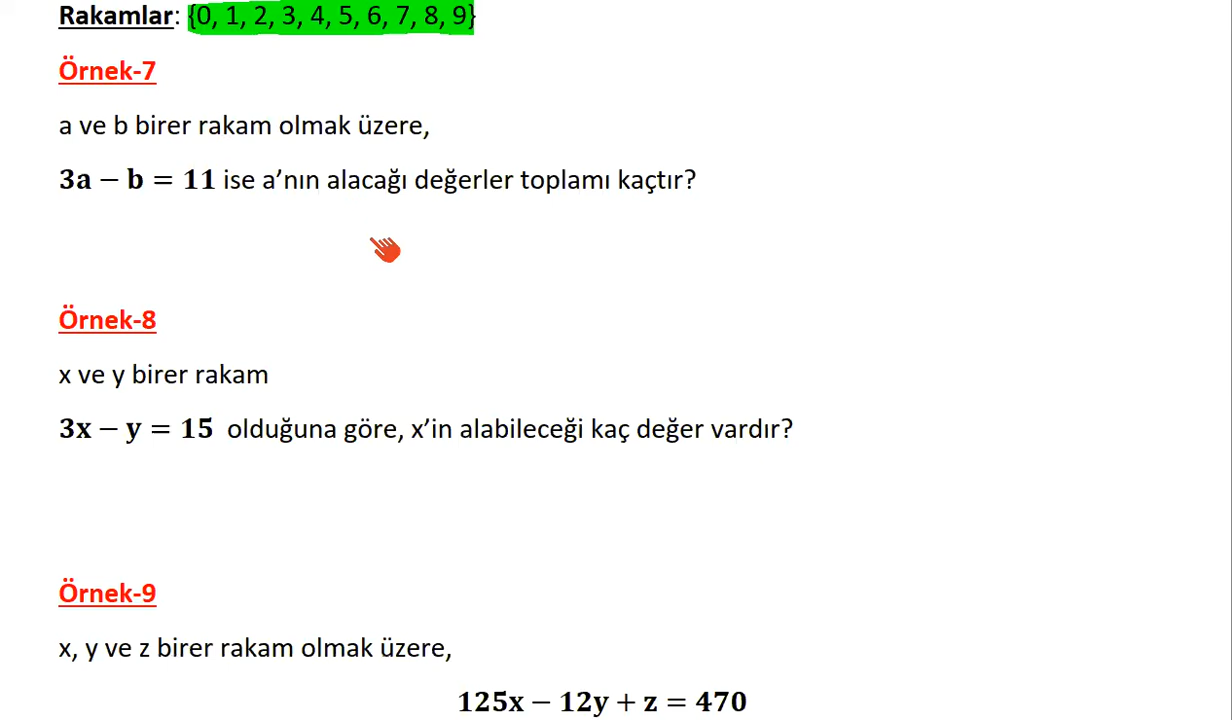 Rakamlar: {0, 1, 2, 3, 4, 5, 6, 7, 8, 9}
Örnek-7
a ve b birer rakam olmak üzere,
3a − b = 11 ise a’nın alacağı değerler toplamı kaçtır?
Örnek-8
x ve y birer rakam
3x − y = 15 olduğuna göre, x’in alabileceği kaç değer vardır?
Örnek-9
x, y ve z birer rakam olmak üzere,
125x − 12y + z = 470